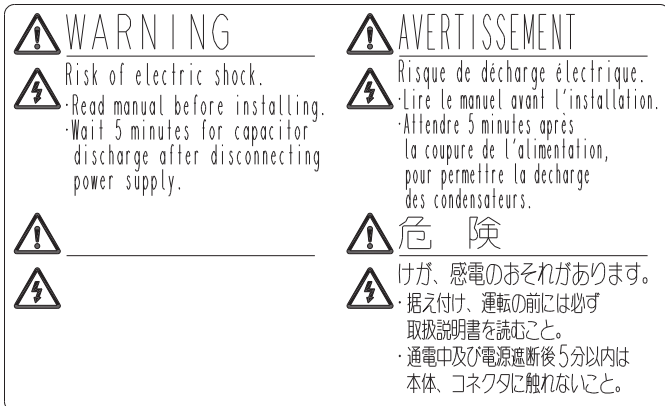 WARNING
Risk of electric shock.
·Read manual before installing.
·Wait 5 minutes for capacitor
discharge after disconnecting
power supply.
AVERTISSEMENT
Risque de décharge électrique.
·Lire le manuel avant l'installation.
·Attendre 5 minutes après
la coupure de l'alimentation,
pour permettre la decharge
des condensateurs.
危 険
けが、感電のおそれがあります。
・据え付け、運転の前には必ず
取扱説明書を読むこと。
・通電中及び電源遮断後5分以内は
本体、コネクタに触れないこと。